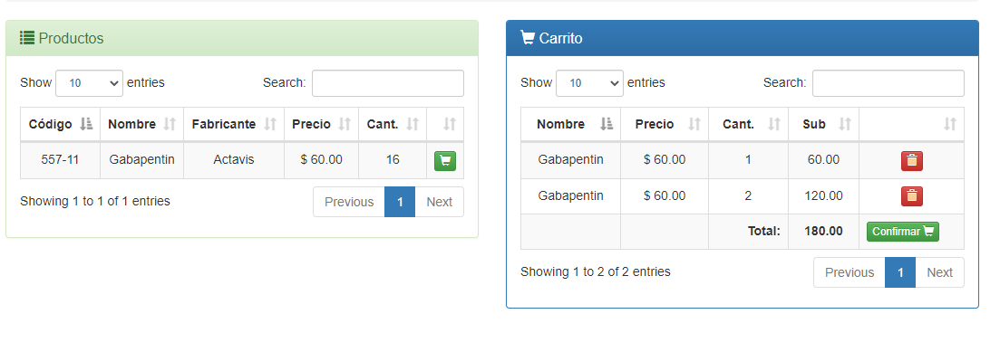 Productos
Show 10 entries Search:
Código Nombre Fabricante Precio Cant.
557-11 Gabapentin Actavis $ 60.00 16
Showing 1 to 1 of 1 entries Previous 1 Next
Carrito
Show 10 entries Search:
Nombre Precio Cant. Sub
Gabapentin $ 60.00 1 60.00
Gabapentin $ 60.00 2 120.00
Total: 180.00 Confirmar
Showing 1 to 2 of 2 entries Previous 1 Next